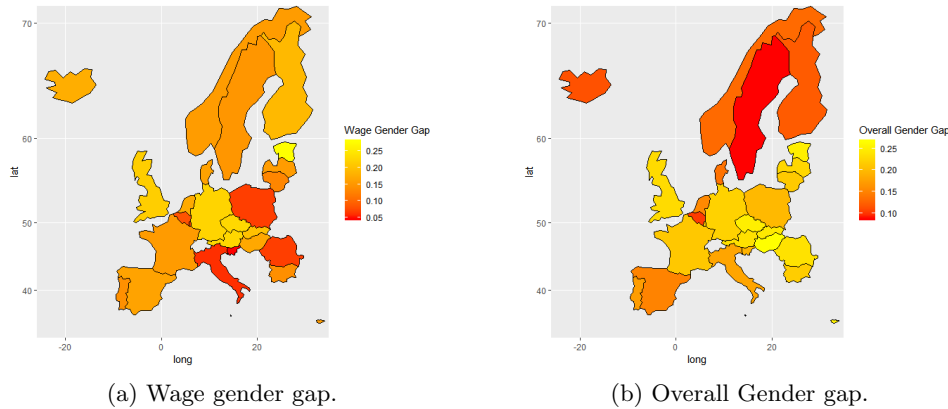 70
60
50
40
lat
-20
0
20
long
Wage Gender Gap
0.25
0.20
0.15
0.10
0.05
(a) Wage gender gap.
70
60
50
40
lat
-20
0
20
long
Overall Gender Gap
0.25
0.20
0.15
0.10
(b) Overall Gender gap.